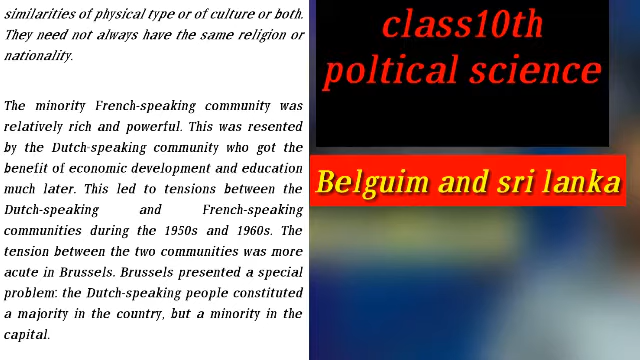 similarities of physical type or of culture or both.
They need not always have the same religion or
nationality.
The minority French-speaking community was
relatively rich and powerful. This was resented
by the Dutch-speaking community who got the
benefit of economic development and education
much later. This led to tensions between the
Dutch-speaking and French-speaking
communities during the 1950s and 1960s. The
tension between the two communities was more
acute in Brussels. Brussels presented a special
problem: the Dutch-speaking people constituted
a majority in the country, but a minority in the
capital.
class10th
poltical science
Belguim and sri lanka